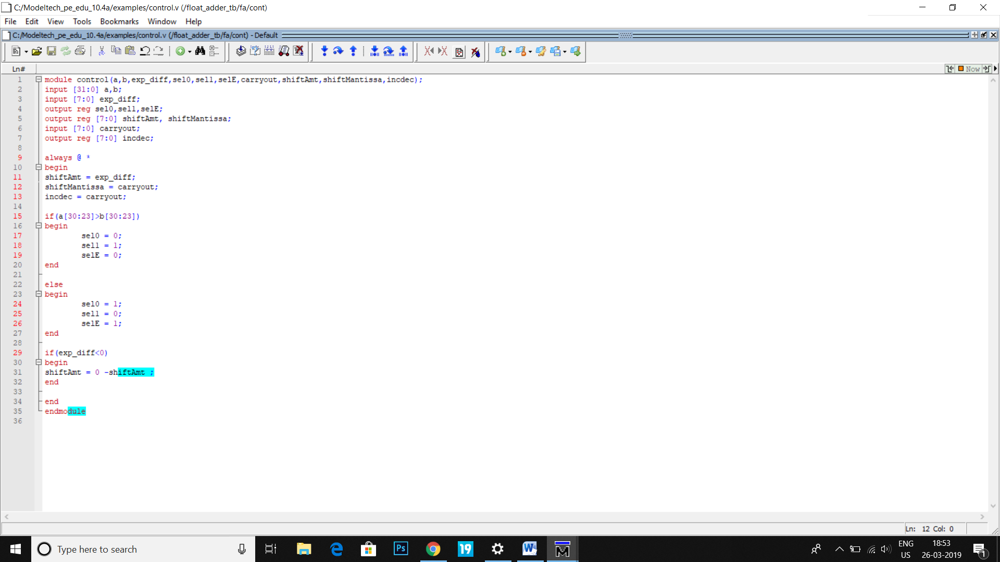 C:/Modeltech_pe_edu_10.4a/examples/control.v (/float_adder_tb/fa/cont)
File Edit View Tools Bookmarks Window Help
C:/Modeltech_pe_edu_10.4a/examples/control.v (/float_adder_tb/fa/cont) - Default
Ln# Now
1 module control(a,b,exp_diff,sel0,sel1,selE,carryout,shiftAmt,shiftMantissa,incdec);
2 input [31:0] a,b;
3 input [7:0] exp_diff;
4 output reg sel0,sel1,selE;
5 output reg [7:0] shiftAmt, shiftMantissa;
6 input [7:0] carryout;
7 output reg [7:0] incdec;
8
9 always @ *
10 begin
11 shiftAmt = exp_diff;
12 shiftMantissa = carryout;
13 incdec = carryout;
14
15 if(a[30:23]>b[30:23])
16 begin
17 sel0 = 0;
18 sel1 = 1;
19 selE = 0;
20 end
21
22 else
23 begin
24 sel0 = 1;
25 sel1 = 0;
26 selE = 1;
27 end
28
29 if(exp_diff<0)
30 begin
31 shiftAmt = 0 -shiftAmt ;
32 end
33
34 end
35 endmodule
36
Ln: 12 Col: 0
Type here to search
Ps
19
W
M
ENG
US
18:53
26-03-2019
1